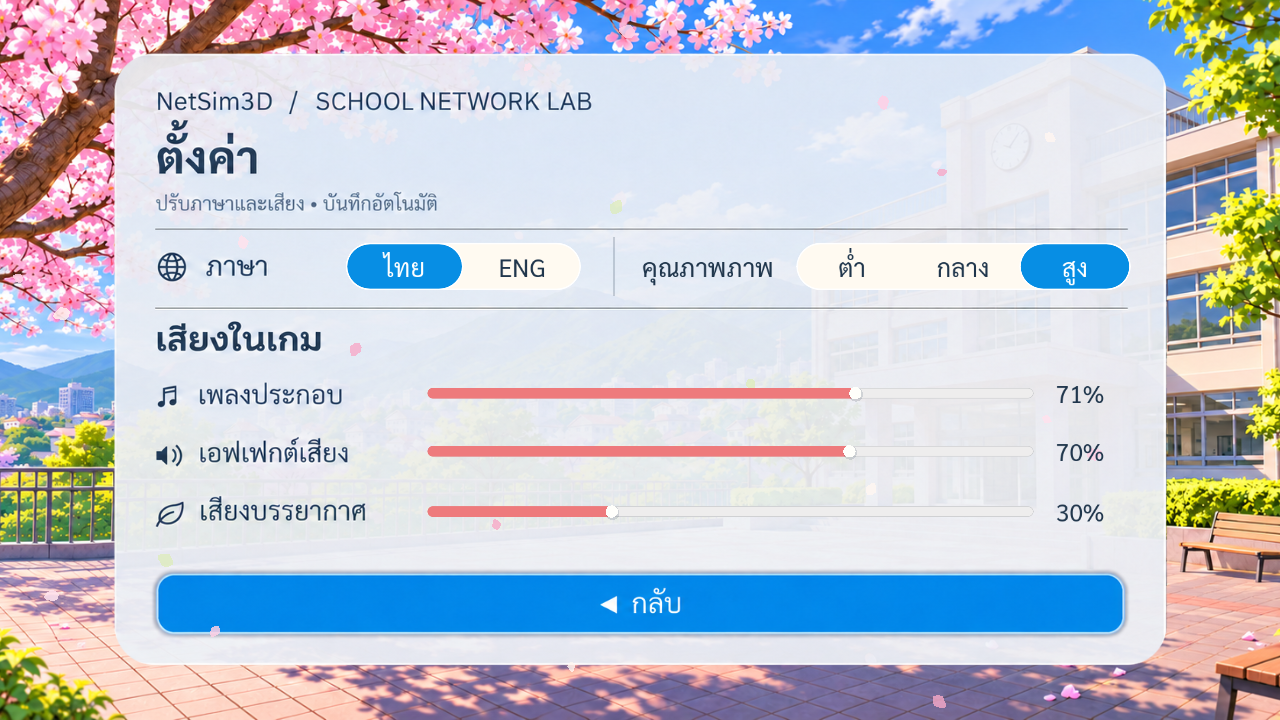 NetSim3D / SCHOOL NETWORK LAB
ตั้งค่า
ปรับภาษาและเสียง • บันทึกอัตโนมัติ
ภาษา ไทย ENG คุณภาพภาพ ต่ำ กลาง สูง
เสียงในเกม
เพลงประกอบ 71%
เอฟเฟกต์เสียง 70%
เสียงบรรยากาศ 30%
◀ กลับ